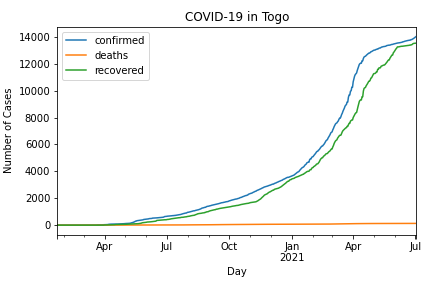 COVID-19 in Togo
confirmed
deaths
recovered
Number of Cases
14000
12000
10000
8000
6000
4000
2000
0
Apr
Jul
Oct
Jan
2021
Apr
Jul
Day